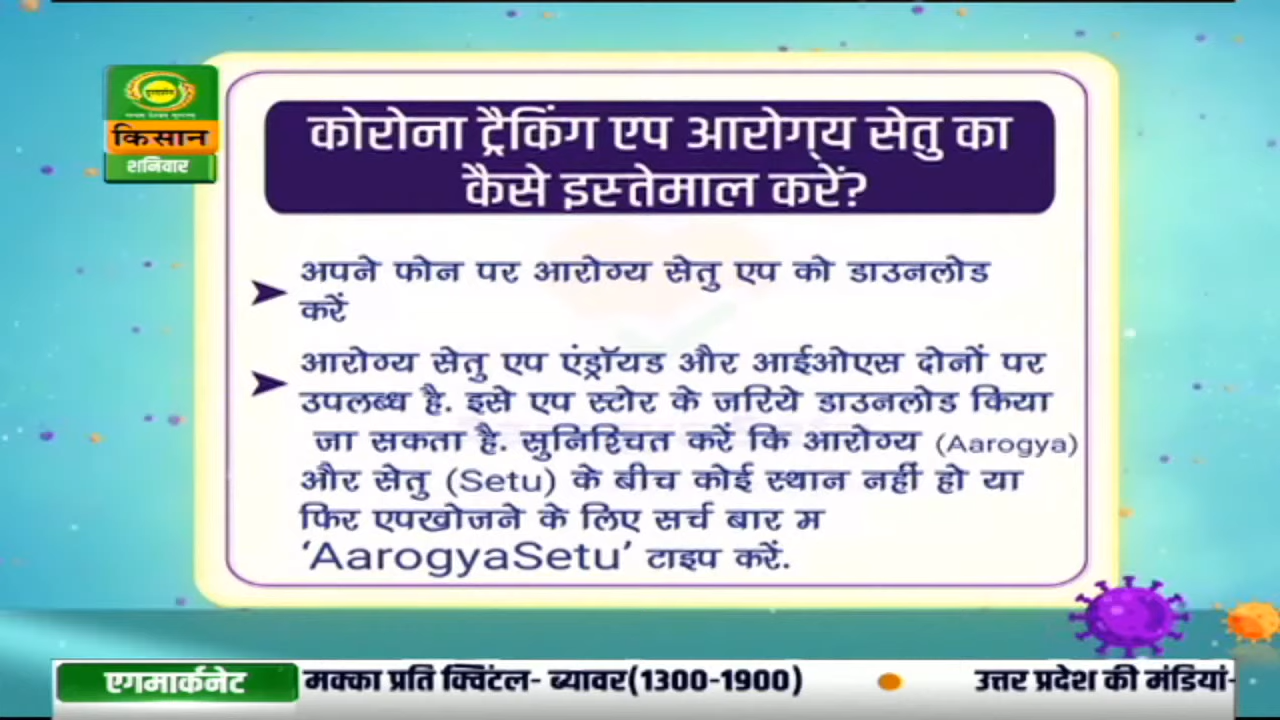 किसान
शनिवार
कोरोना ट्रैकिंग एप आरोग्य सेतु का
कैसे इस्तेमाल करें?
अपने फोन पर आरोग्य सेतु एप को डाउनलोड
करें
आरोग्य सेतु एप एंड्रॉयड और आईओएस दोनों पर
उपलब्ध है. इसे एप स्टोर के जरिये डाउनलोड किया
जा सकता है. सुनिश्चित करें कि आरोग्य (Aarogya)
और सेतु (Setu) के बीच कोई स्थान नहीं हो या
फिर एपखोजने के लिए सर्च बार म
‘AarogyaSetu’ टाइप करें.
एगमार्कनेट मक्का प्रति क्विंटल- ब्यावर(1300-1900) उत्तर प्रदेश की मंडियां-